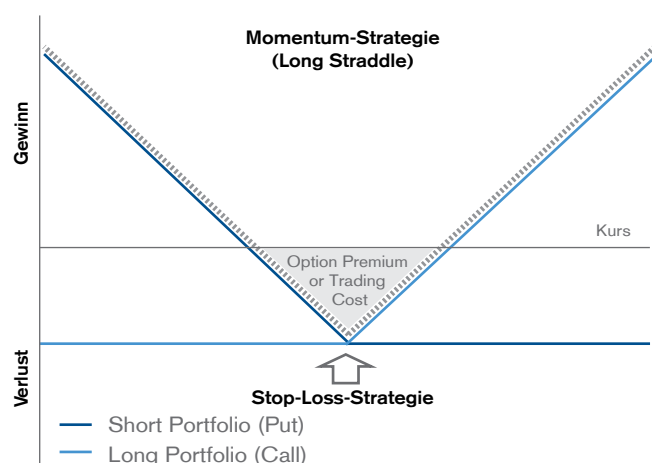 Momentum-Strategie
(Long Straddle)
Gewinn
Kurs
Option Premium
or Trading
Cost
Verlust
Stop-Loss-Strategie
Short Portfolio (Put)
Long Portfolio (Call)